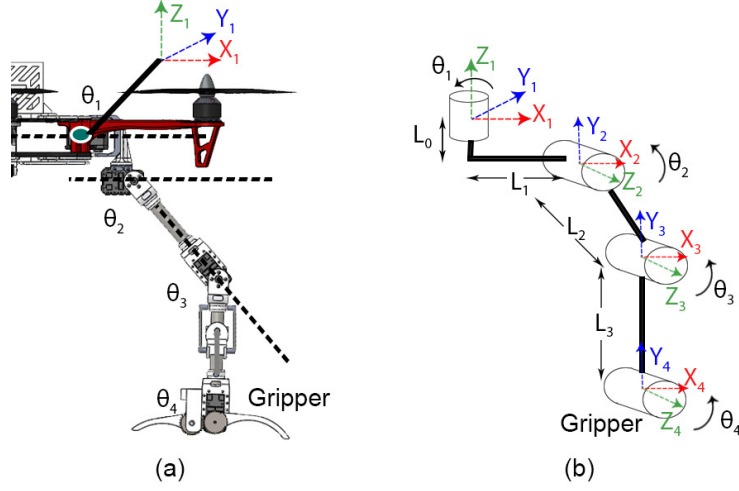 Z₁
Y₁
X₁
θ₁
θ₂
θ₃
θ₄
Gripper
(a)
θ₁
Z₁
Y₁
X₁
L₀
L₁
Y₂
X₂
Z₂
θ₂
L₂
Y₃
X₃
Z₃
θ₃
L₃
Y₄
X₄
Z₄
θ₄
Gripper
(b)